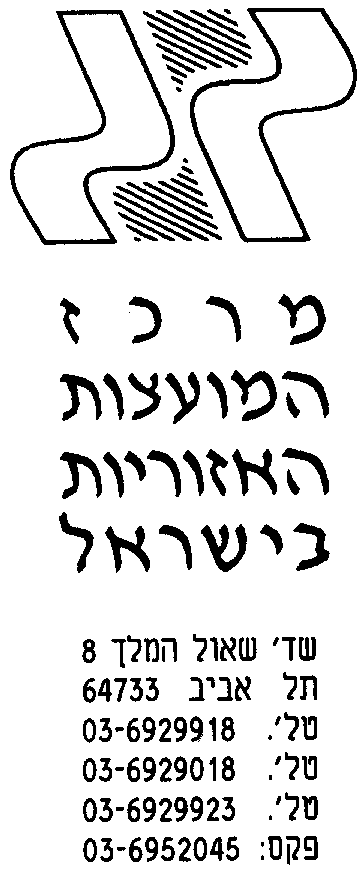 מרכז
המועצות
האזוריות
בישראל
שד' שאול המלך 8
תל אביב 64733
טל'. 03-6929918
טל'. 03-6929018
טל'. 03-6929923
פקס: 03-6952045